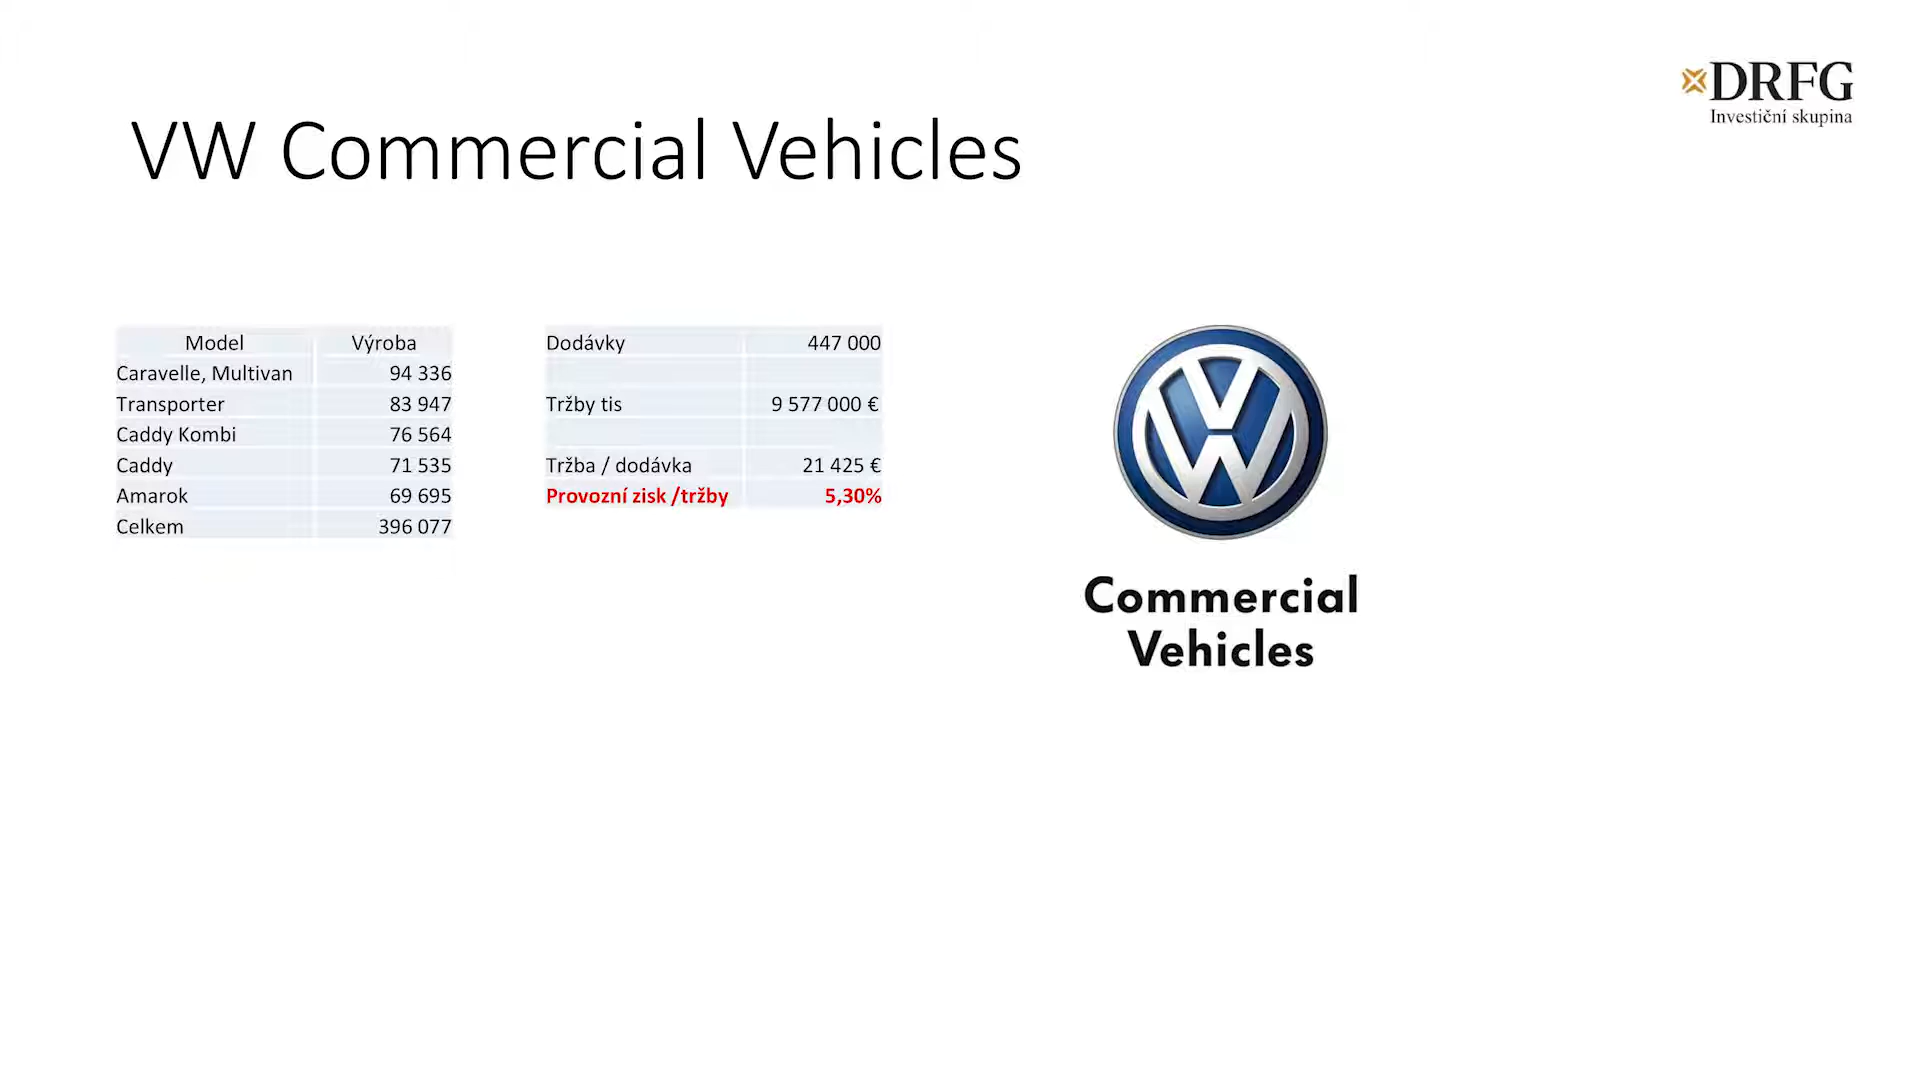 DRFG
Investiční skupina
VW Commercial Vehicles
Model Výroba
Caravelle, Multivan 94 336
Transporter 83 947
Caddy Kombi 76 564
Caddy 71 535
Amarok 69 695
Celkem 396 077
Dodávky 447 000
Tržby tis 9 577 000 €
Tržba / dodávka 21 425 €
Provozní zisk /tržby 5,30%
Commercial
Vehicles